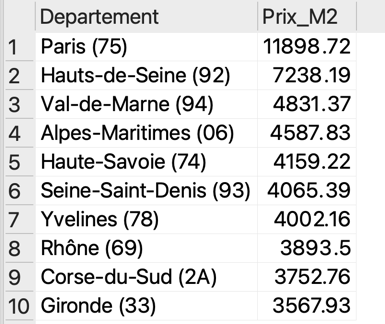 Departement Prix_M2
1 Paris (75) 11898.72
2 Hauts-de-Seine (92) 7238.19
3 Val-de-Marne (94) 4831.37
4 Alpes-Maritimes (06) 4587.83
5 Haute-Savoie (74) 4159.22
6 Seine-Saint-Denis (93) 4065.39
7 Yvelines (78) 4002.16
8 Rhône (69) 3893.5
9 Corse-du-Sud (2A) 3752.76
10 Gironde (33) 3567.93